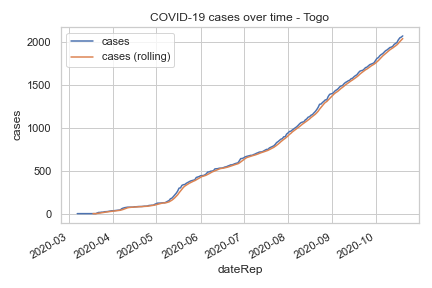 COVID-19 cases over time - Togo
cases
cases (rolling)
cases
2000
1500
1000
500
0
2020-03
2020-04
2020-05
2020-06
2020-07
2020-08
2020-09
2020-10
dateRep